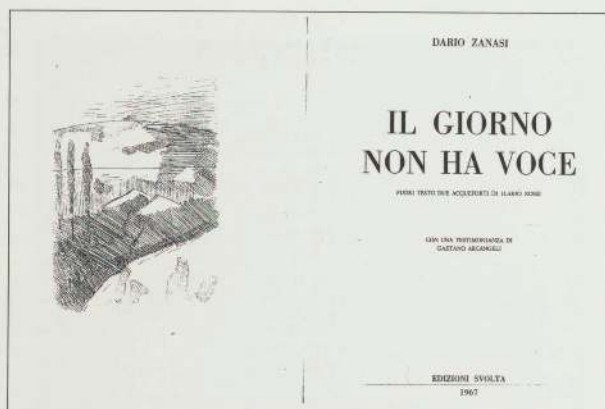 DARIO ZANASI
IL GIORNO
NON HA VOCE
FUORI TESTO DUE ACQUEFORTI DI ILARIO ROSSI
CON UNA TESTIMONIANZA DI
GAETANO ARCANGELI
EDIZIONI SVOLTA
1967